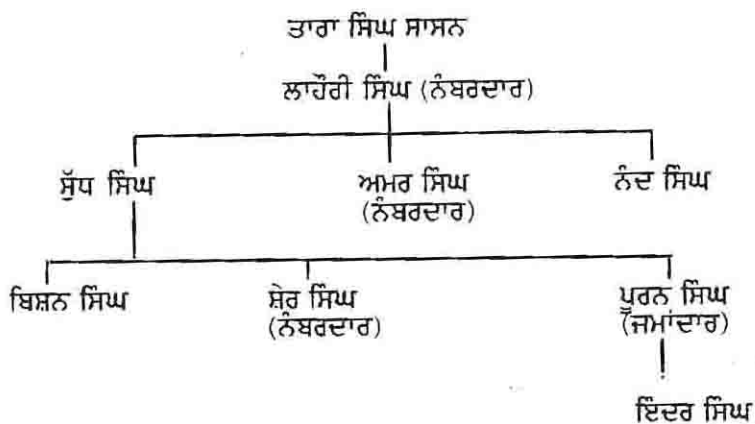 ਤਾਰਾ ਸਿੰਘ ਸਾਸਨ
ਲਾਹੌਰੀ ਸਿੰਘ (ਨੰਬਰਦਾਰ)
ਸੁੱਧ ਸਿੰਘ
ਅਮਰ ਸਿੰਘ
(ਨੰਬਰਦਾਰ)
ਨੰਦ ਸਿੰਘ
ਬਿਸ਼ਨ ਸਿੰਘ
ਸ਼ੇਰ ਸਿੰਘ
(ਨੰਬਰਦਾਰ)
ਪੂਰਨ ਸਿੰਘ
(ਜਮਾਂਦਾਰ)
ਇੰਦਰ ਸਿੰਘ